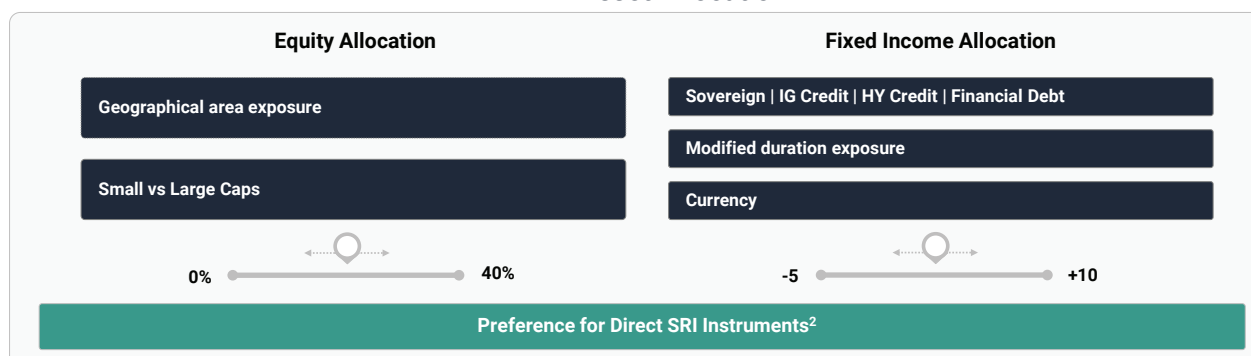 Equity Allocation
Geographical area exposure
Small vs Large Caps
0%
40%
Fixed Income Allocation
Sovereign | IG Credit | HY Credit | Financial Debt
Modified duration exposure
Currency
-5
+10
Preference for Direct SRI Instruments²